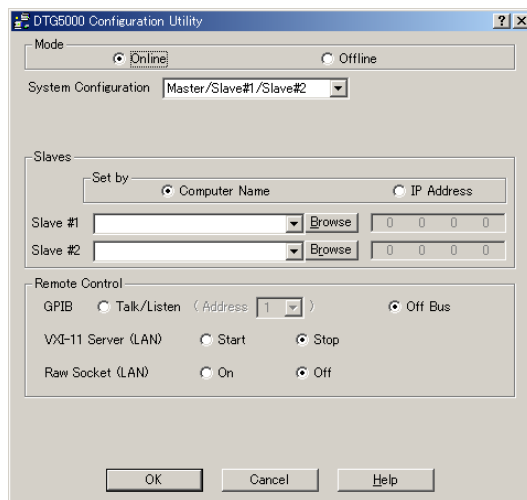 DTG5000 Configuration Utility
Mode
Online Offline
System Configuration Master/Slave#1/Slave#2
Slaves
Set by
Computer Name IP Address
Slave #1 Browse 0 0 0 0
Slave #2 Browse 0 0 0 0
Remote Control
GPIB Talk/Listen ( Address 1 ) Off Bus
VXI-11 Server (LAN) Start Stop
Raw Socket (LAN) On Off
OK Cancel Help